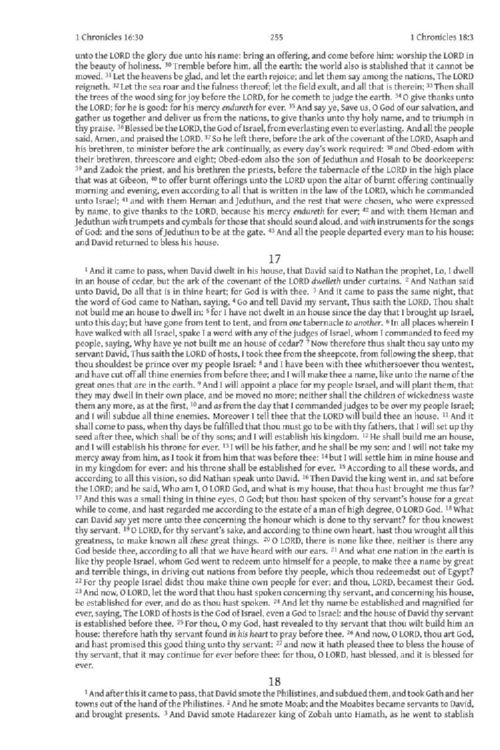 1 Chronicles 16:30 255 1 Chronicles 18:3
unto the LORD the glory due unto his name: bring an offering, and come before him: worship the LORD in
the beauty of holiness. 30 Tremble before him, all the earth: the world also is stablished that it cannot be
moved. 31 Let the heavens be glad, and let the earth rejoice; and let them say among the nations, The LORD
reigneth. 32 Let the sea roar and the fulness thereof; let the field exult, and all that is therein; 33 Then shall
the trees of the wood sing for joy before the LORD, for he cometh to judge the earth. 34 O give thanks unto
the LORD; for he is good: for his mercy endureth for ever. 35 And say ye, Save us, O God of our salvation, and
gather us together and deliver us from the nations, to give thanks unto thy holy name, and to triumph in
thy praise. 36 Blessed be the LORD, the God of Israel, from everlasting even to everlasting. And all the people
said, Amen, and praised the LORD. 37 So he left there, before the ark of the covenant of the LORD, Asaph and
his brethren, to minister before the ark continually, as every day's work required: 38 and Obed-edom with
their brethren, threescore and eight; Obed-edom also the son of Jeduthun and Hosah to be doorkeepers:
39 and Zadok the priest, and his brethren the priests, before the tabernacle of the LORD in the high place
that was at Gibeon, 40 to offer burnt offerings unto the LORD upon the altar of burnt offering continually
morning and evening, even according to all that is written in the law of the LORD, which he commanded
unto Israel; 41 and with them Heman and Jeduthun, and the rest that were chosen, who were expressed
by name, to give thanks to the LORD, because his mercy endureth for ever; 42 and with them Heman and
Jeduthun with trumpets and cymbals for those that should sound aloud, and with instruments for the songs
of God: and the sons of Jeduthun to be at the gate. 43 And all the people departed every man to his house:
and David returned to bless his house.
17
1 And it came to pass, when David dwelt in his house, that David said to Nathan the prophet, Lo, I dwell
in an house of cedar, but the ark of the covenant of the LORD dwelleth under curtains. 2 And Nathan said
unto David, Do all that is in thine heart; for God is with thee. 3 And it came to pass the same night, that
the word of God came to Nathan, saying, 4 Go and tell David my servant, Thus saith the LORD, Thou shalt
not build me an house to dwell in: 5 for I have not dwelt in an house since the day that I brought up Israel,
unto this day; but have gone from tent to tent, and from one tabernacle to another. 6 In all places wherein I
have walked with all Israel, spake I a word with any of the judges of Israel, whom I commanded to feed my
people, saying, Why have ye not built me an house of cedar? 7 Now therefore thus shalt thou say unto my
servant David, Thus saith the LORD of hosts, I took thee from the sheepcote, from following the sheep, that
thou shouldest be prince over my people Israel: 8 and I have been with thee whithersoever thou wentest,
and have cut off all thine enemies from before thee; and I will make thee a name, like unto the name of the
great ones that are in the earth. 9 And I will appoint a place for my people Israel, and will plant them, that
they may dwell in their own place, and be moved no more; neither shall the children of wickedness waste
them any more, as at the first, 10 and as from the day that I commanded judges to be over my people Israel;
and I will subdue all thine enemies. Moreover I tell thee that the LORD will build thee an house. 11 And it
shall come to pass, when thy days be fulfilled that thou must go to be with thy fathers, that I will set up thy
seed after thee, which shall be of thy sons; and I will establish his kingdom. 12 He shall build me an house,
and I will establish his throne for ever. 13 I will be his father, and he shall be my son: and I will not take my
mercy away from him, as I took it from him that was before thee: 14 but I will settle him in mine house and
in my kingdom for ever: and his throne shall be established for ever. 15 According to all these words, and
according to all this vision, so did Nathan speak unto David. 16 Then David the king went in, and sat before
the LORD; and he said, Who am I, O LORD God, and what is my house, that thou hast brought me thus far?
17 And this was a small thing in thine eyes, O God; but thou hast spoken of thy servant's house for a great
while to come, and hast regarded me according to the estate of a man of high degree, O LORD God. 18 What
can David say yet more unto thee concerning the honour which is done to thy servant? for thou knowest
thy servant. 19 O LORD, for thy servant's sake, and according to thine own heart, hast thou wrought all this
greatness, to make known all these great things. 20 O LORD, there is none like thee, neither is there any
God beside thee, according to all that we have heard with our ears. 21 And what one nation in the earth is
like thy people Israel, whom God went to redeem unto himself for a people, to make thee a name by great
and terrible things, in driving out nations from before thy people, which thou redeemedst out of Egypt?
22 For thy people Israel didst thou make thine own people for ever; and thou, LORD, becamest their God.
23 And now, O LORD, let the word that thou hast spoken concerning thy servant, and concerning his house,
be established for ever, and do as thou hast spoken. 24 And let thy name be established and magnified for
ever, saying, The LORD of hosts is the God of Israel, even a God to Israel: and the house of David thy servant
is established before thee. 25 For thou, O my God, hast revealed to thy servant that thou wilt build him an
house: therefore hath thy servant found in his heart to pray before thee. 26 And now, O LORD, thou art God,
and hast promised this good thing unto thy servant: 27 and now it hath pleased thee to bless the house of
thy servant, that it may continue for ever before thee: for thou, O LORD, hast blessed, and it is blessed for
ever.
18
1 And after this it came to pass, that David smote the Philistines, and subdued them, and took Gath and her
towns out of the hand of the Philistines. 2 And he smote Moab; and the Moabites became servants to David,
and brought presents. 3 And David smote Hadarezer king of Zobah unto Hamath, as he went to stablish